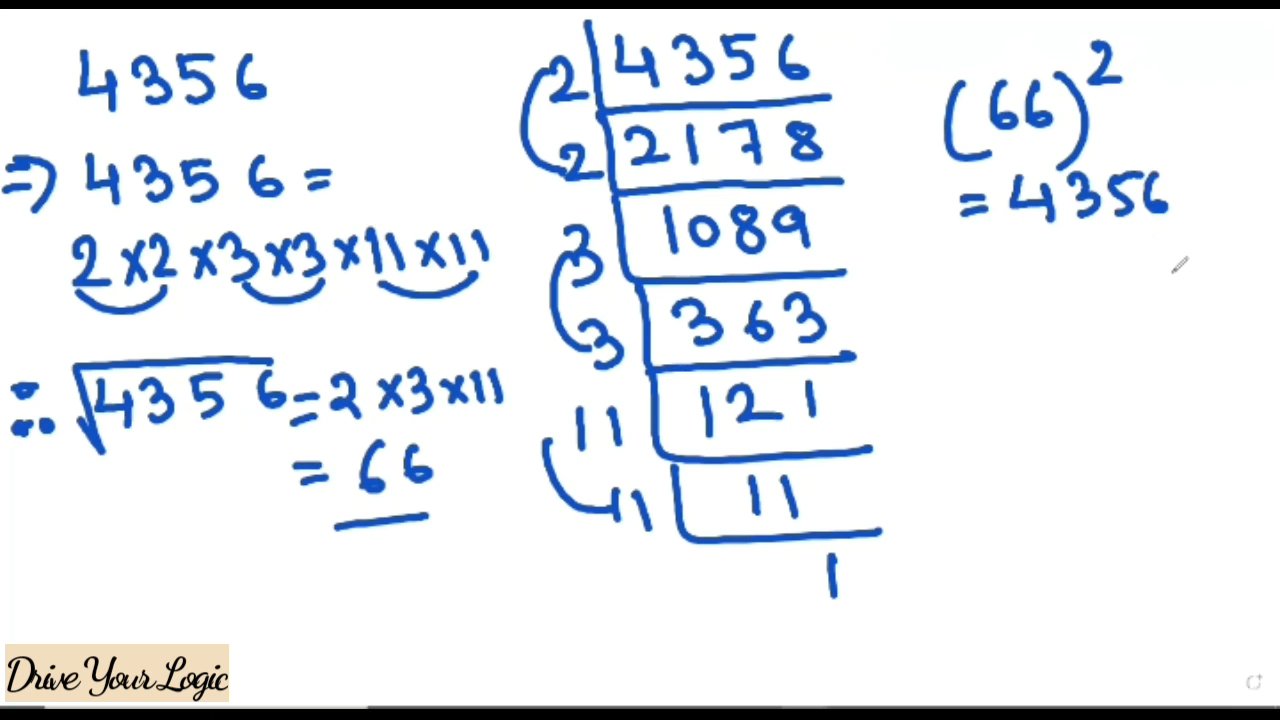 4356
⇒ 4356 =
2×2×3×3×11×11
∴ √4356 = 2×3×11
= 66
2 | 4356
2 | 2178
3 | 1089
3 | 363
11 | 121
11 | 11
1
(66)²
= 4356
Drive Your Logic